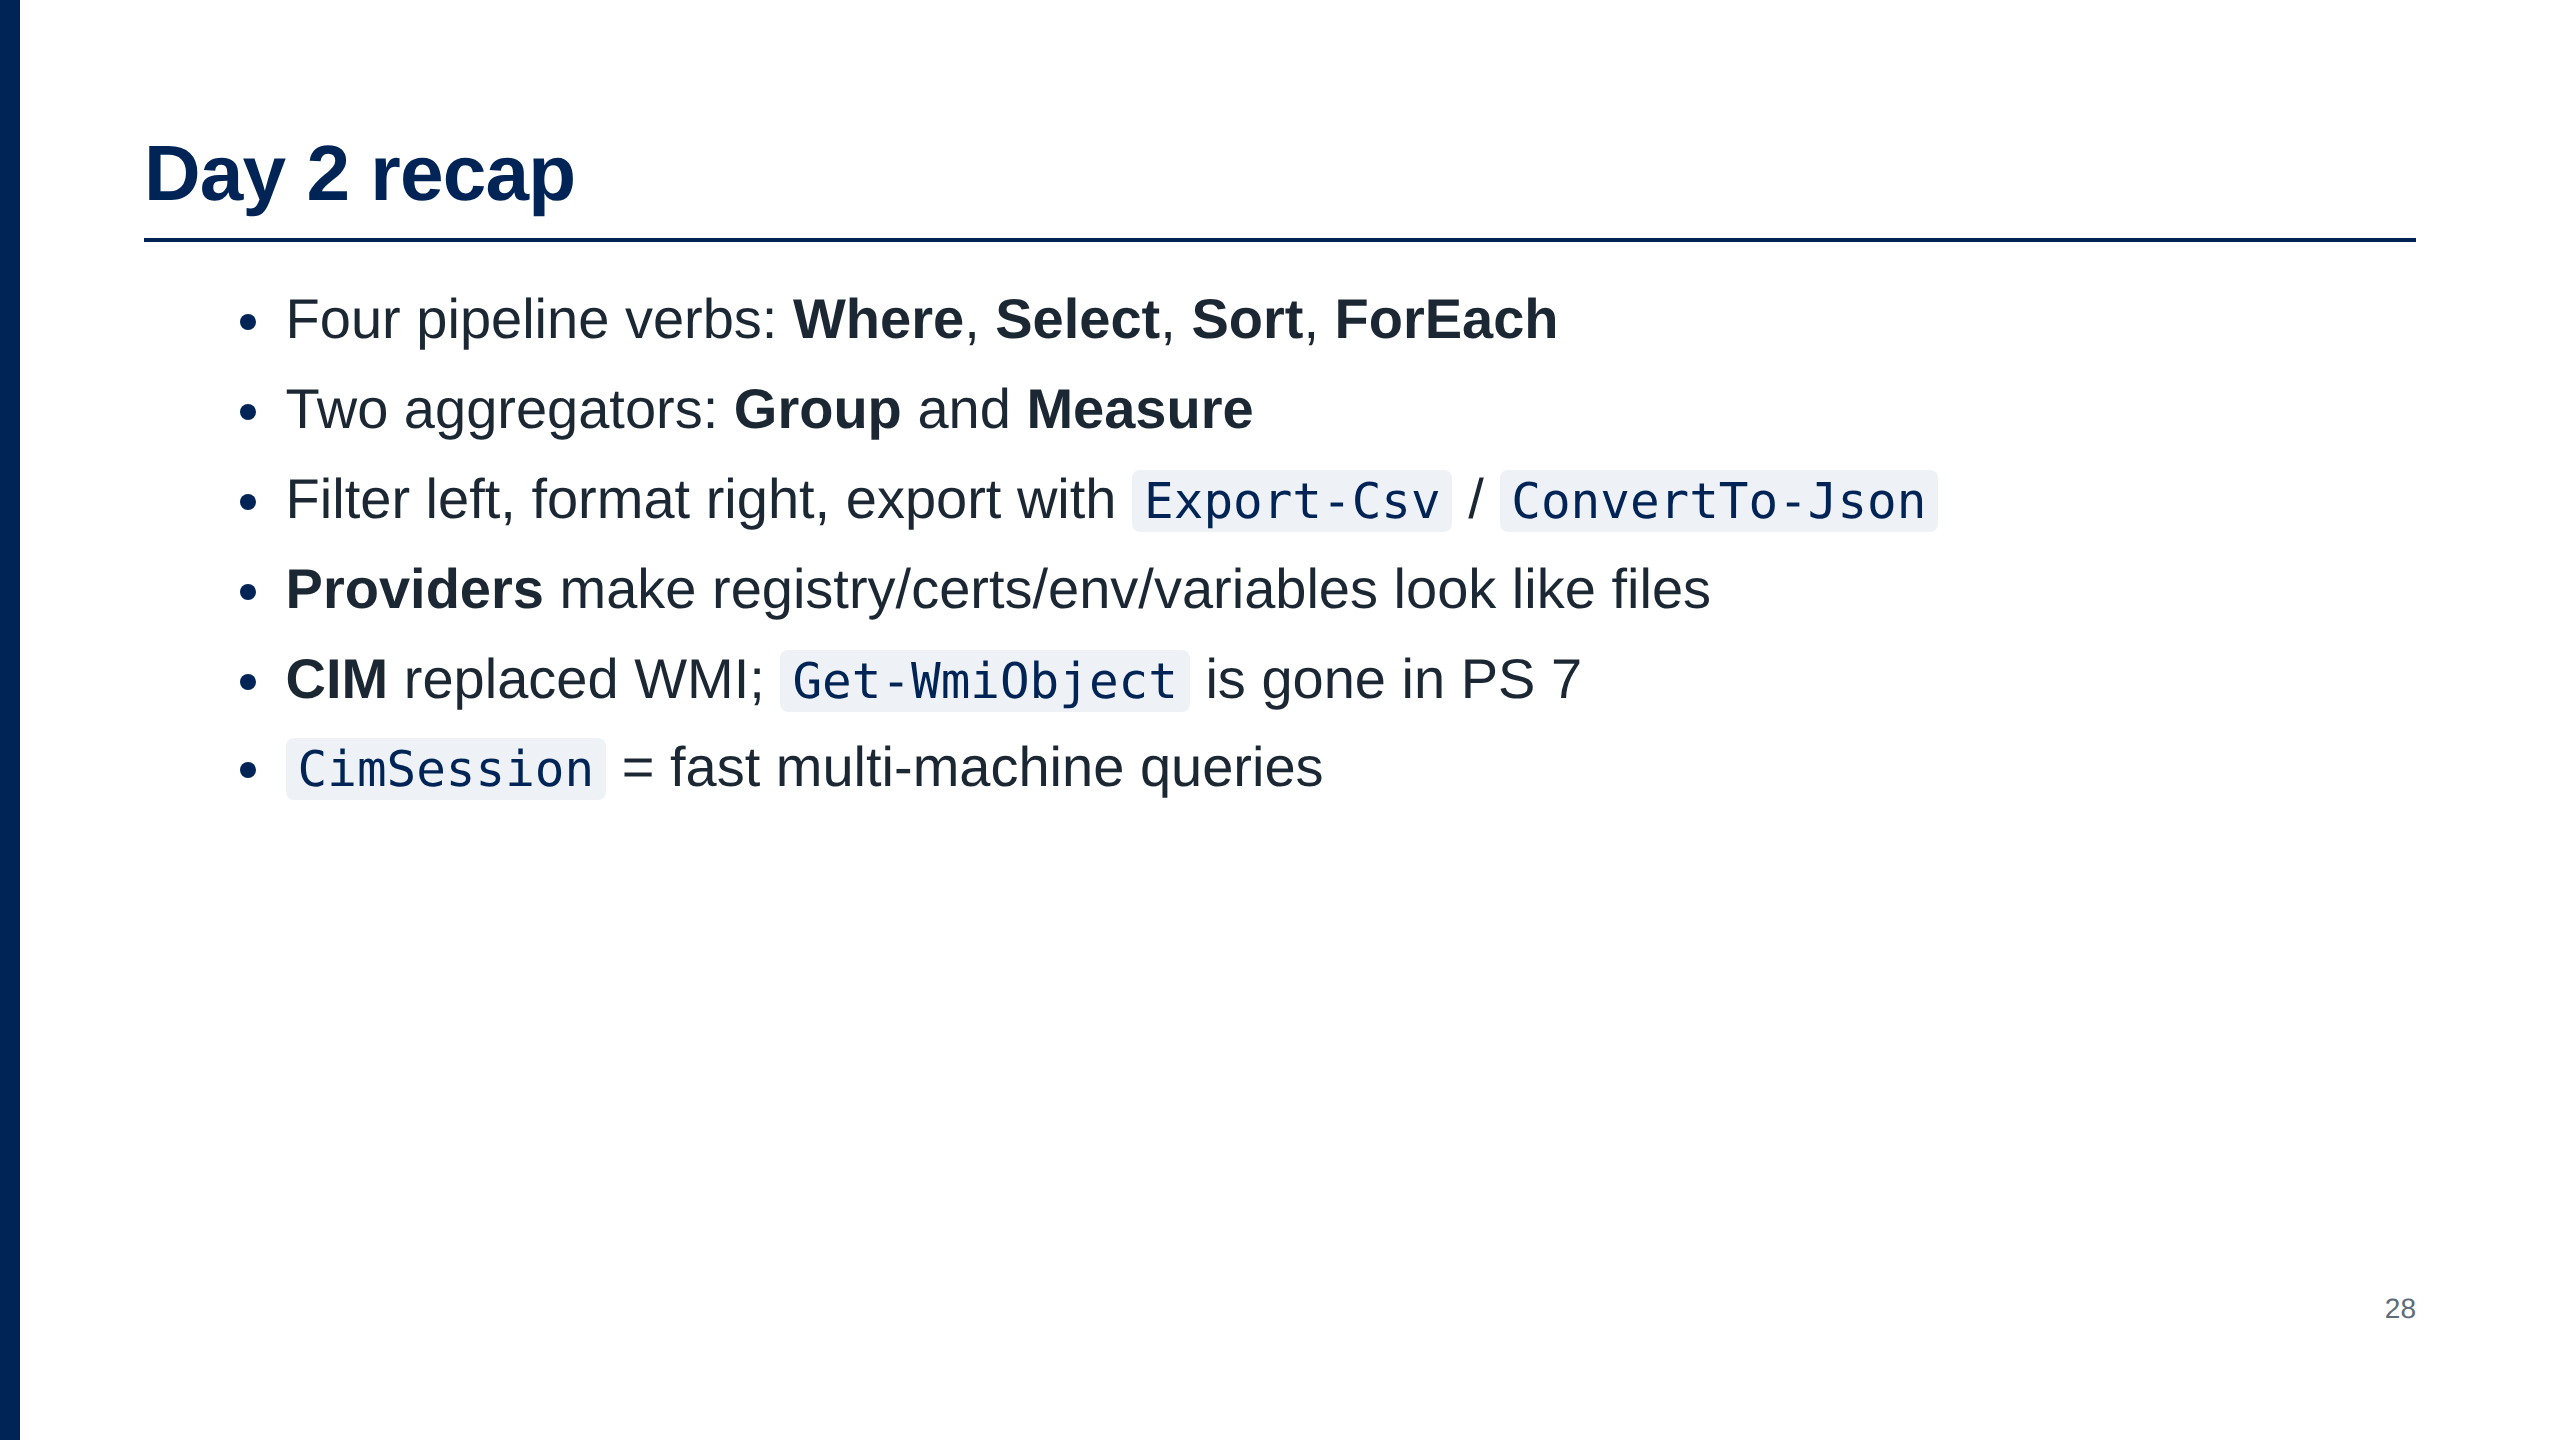 Day 2 recap
• Four pipeline verbs: Where, Select, Sort, ForEach
• Two aggregators: Group and Measure
• Filter left, format right, export with Export-Csv / ConvertTo-Json
• Providers make registry/certs/env/variables look like files
• CIM replaced WMI; Get-WmiObject is gone in PS 7
• CimSession = fast multi-machine queries
28